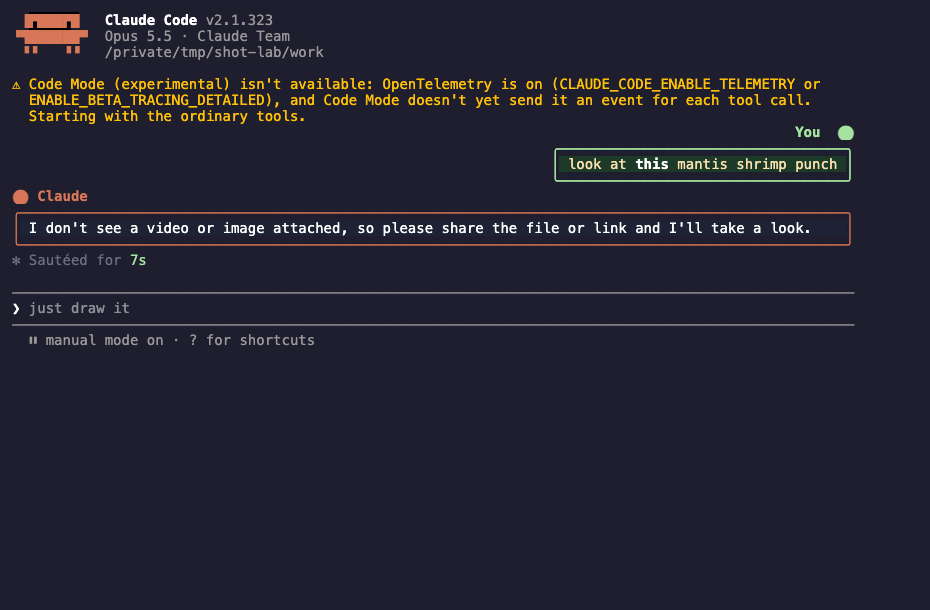 Claude Code v2.1.323
Opus 5.5 · Claude Team
/private/tmp/shot-lab/work
⚠ Code Mode (experimental) isn't available: OpenTelemetry is on (CLAUDE_CODE_ENABLE_TELEMETRY or
ENABLE_BETA_TRACING_DETAILED), and Code Mode doesn't yet send it an event for each tool call.
Starting with the ordinary tools.
You
look at this mantis shrimp punch
Claude
I don't see a video or image attached, so please share the file or link and I'll take a look.
✻ Sautéed for 7s
❯ just draw it
⏸ manual mode on · ? for shortcuts